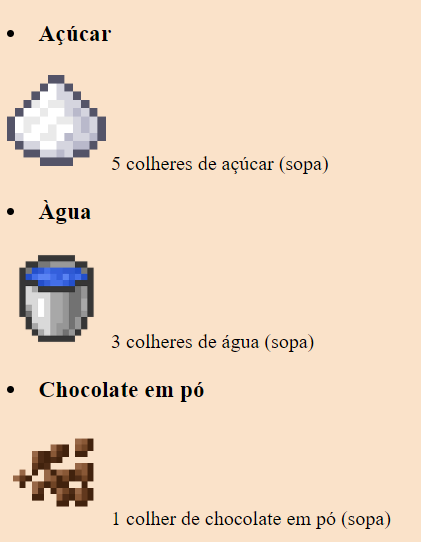 • Açúcar
5 colheres de açúcar (sopa)
• Àgua
3 colheres de água (sopa)
• Chocolate em pó
1 colher de chocolate em pó (sopa)